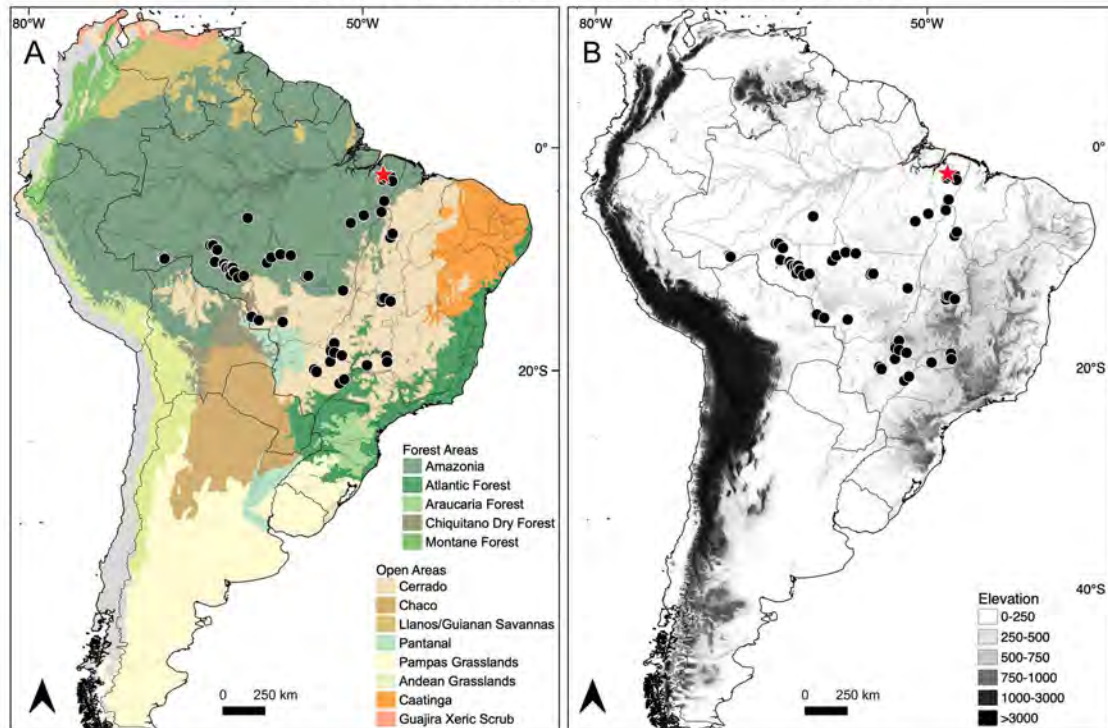 80°W
50°W
A
0°
20°S
Forest Areas
Amazonia
Atlantic Forest
Araucaria Forest
Chiquitano Dry Forest
Montane Forest
Open Areas
Cerrado
Chaco
Llanos/Guianan Savannas
Pantanal
Pampas Grasslands
Andean Grasslands
Caatinga
Guajira Xeric Scrub
0 250 km
80°W
50°W
B
0°
20°S
40°S
Elevation
0-250
250-500
500-750
750-1000
1000-3000
>3000
0 250 km